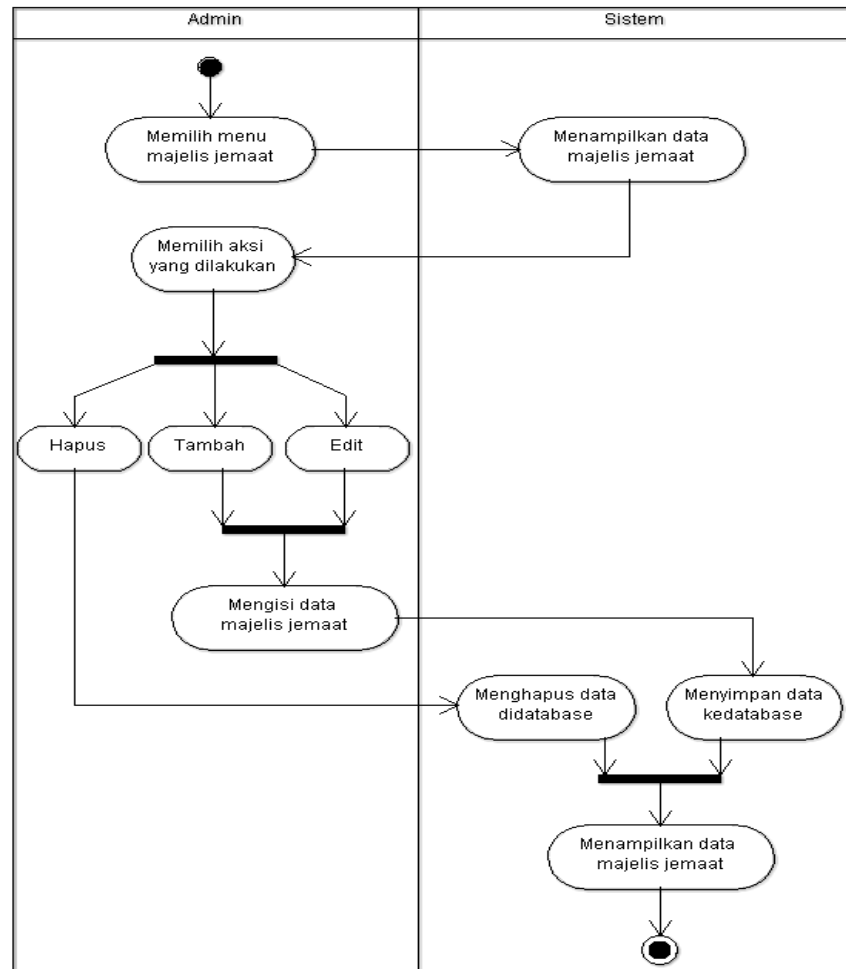 Admin
Sistem
Memilih menu
majelis jemaat
Menampilkan data
majelis jemaat
Memilih aksi
yang dilakukan
Hapus
Tambah
Edit
Mengisi data
majelis jemaat
Menghapus data
didatabase
Menyimpan data
kedatabase
Menampilkan data
majelis jemaat